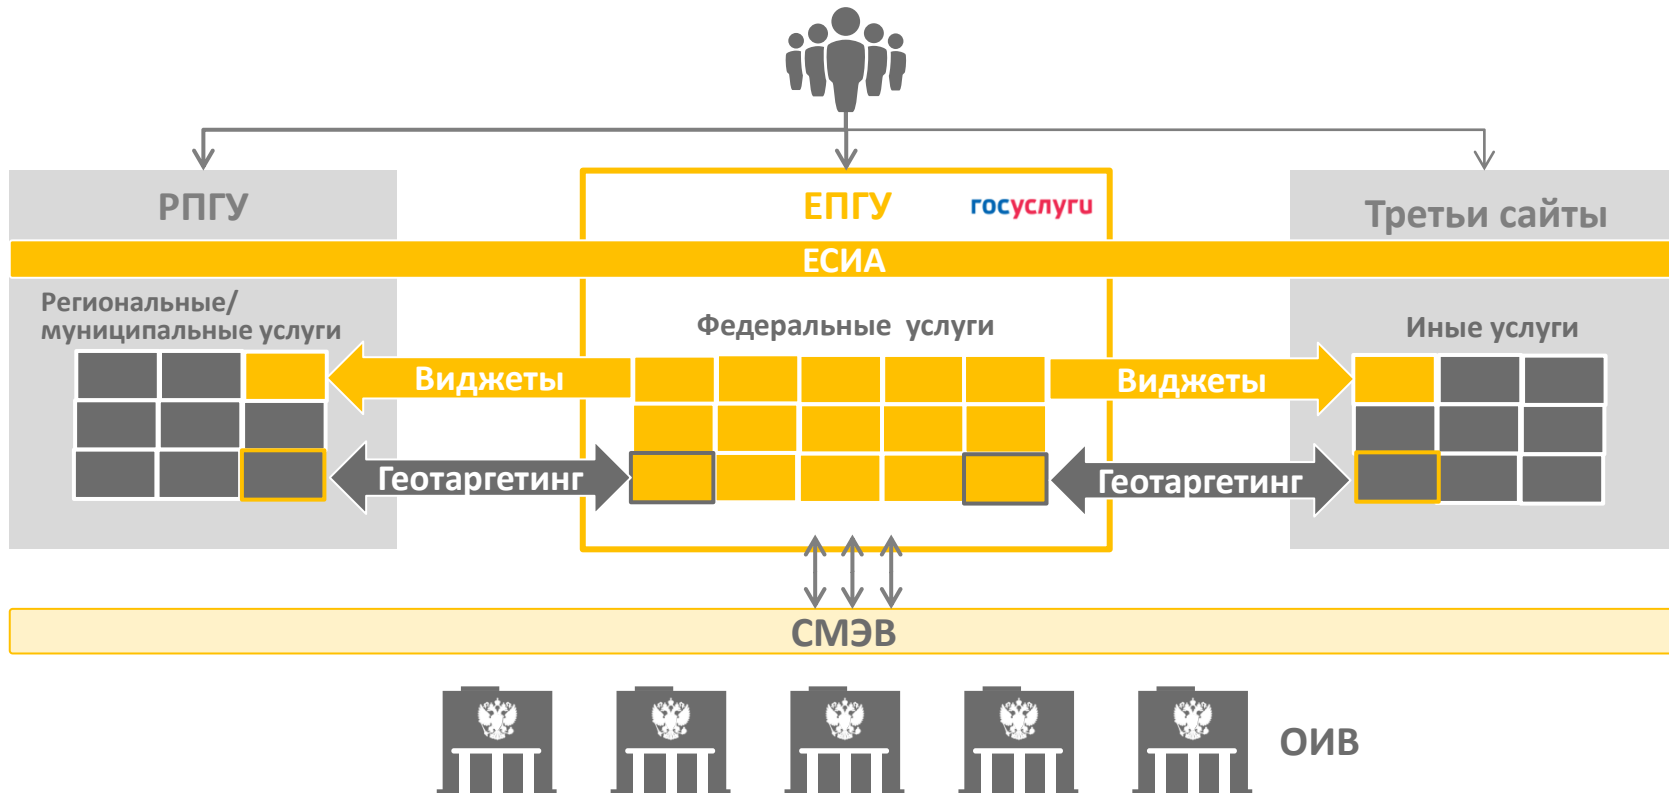 РПГУ
ЕПГУ
госуслуги
Третьи сайты
ЕСИА
Региональные/
муниципальные услуги
Федеральные услуги
Иные услуги
Виджеты
Виджеты
Геотаргетинг
Геотаргетинг
СМЭВ
ОИВ